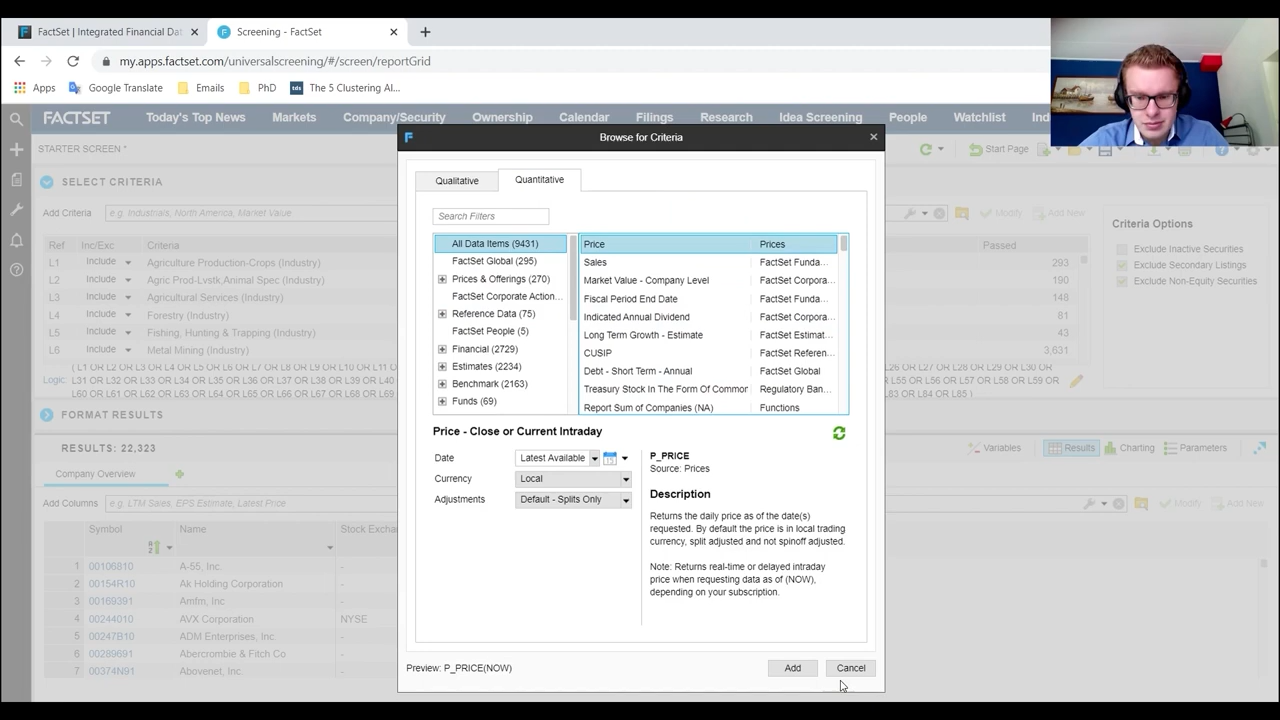 FactSet | Integrated Financial Dat
Screening - FactSet
my.apps.factset.com/universalscreening/#/screen/reportGrid
Apps
Google Translate
Emails
PhD
tds
The 5 Clustering Al...
FACTSET
Today's Top News
Markets
Company/Security
Ownership
Calendar
Filings
Research
Idea Screening
People
Watchlist
Ind
Browse for Criteria
STARTER SCREEN *
Start Page
SELECT CRITERIA
Qualitative
Quantitative
Add Criteria
e.g Industrials, North America, Market Value
Modify
Add New
Search Filters
Criteria Options
Ref
Inc/Exc
Criteria
Passed
Exclude Inactive Securities
Exclude Secondary Listings
Exclude Non-Equity Securities
L1 Include Agriculture Production-Crops (Industry) 293
L2 Include Agric Prod-Lvstk,Animal Spec (Industry) 190
L3 Include Agricultural Services (Industry) 148
L4 Include Forestry (Industry) 81
L5 Include Fishing, Hunting & Trapping (Industry) 43
L6 Include Metal Mining (Industry) 3,631
All Data Items (9431)
FactSet Global (295)
Prices & Offerings (270)
FactSet Corporate Action...
Reference Data (75)
FactSet People (5)
Financial (2729)
Estimates (2234)
Benchmark (2163)
Funds (69)
Price Prices
Sales FactSet Funda...
Market Value - Company Level FactSet Corpora...
Fiscal Period End Date FactSet Funda...
Indicated Annual Dividend FactSet Corpora...
Long Term Growth - Estimate FactSet Estimat...
CUSIP FactSet Referen...
Debt - Short Term - Annual FactSet Global
Treasury Stock In The Form Of Common Regulatory Ban...
Report Sum of Companies (NA) Functions
Logic:
FORMAT RESULTS
Price - Close or Current Intraday
RESULTS: 22,323
Variables
Results
Charting
Parameters
Date
Latest Available
Currency
Local
Adjustments
Default - Splits Only
P_PRICE
Source: Prices
Description
Returns the daily price as of the date(s)
requested. By default the price is in local trading
currency, split adjusted and not spinoff adjusted.
Note: Returns real-time or delayed intraday
price when requesting data as of (NOW),
depending on your subscription.
Company Overview
Add Columns
e.g. LTM Sales, EPS Estimate, Latest Price
Modify
Add New
Symbol
Name
Stock Excha
1 00106810 A-55, Inc. -
2 00154R10 Ak Holding Corporation -
3 00169391 Amfm, Inc -
4 00244010 AVX Corporation NYSE
5 00247B10 ADM Enterprises, Inc. -
6 00289691 Abercrombie & Fitch Co -
7 00374N91 Abovenet, Inc. -
Preview: P_PRICE(NOW)
Add
Cancel